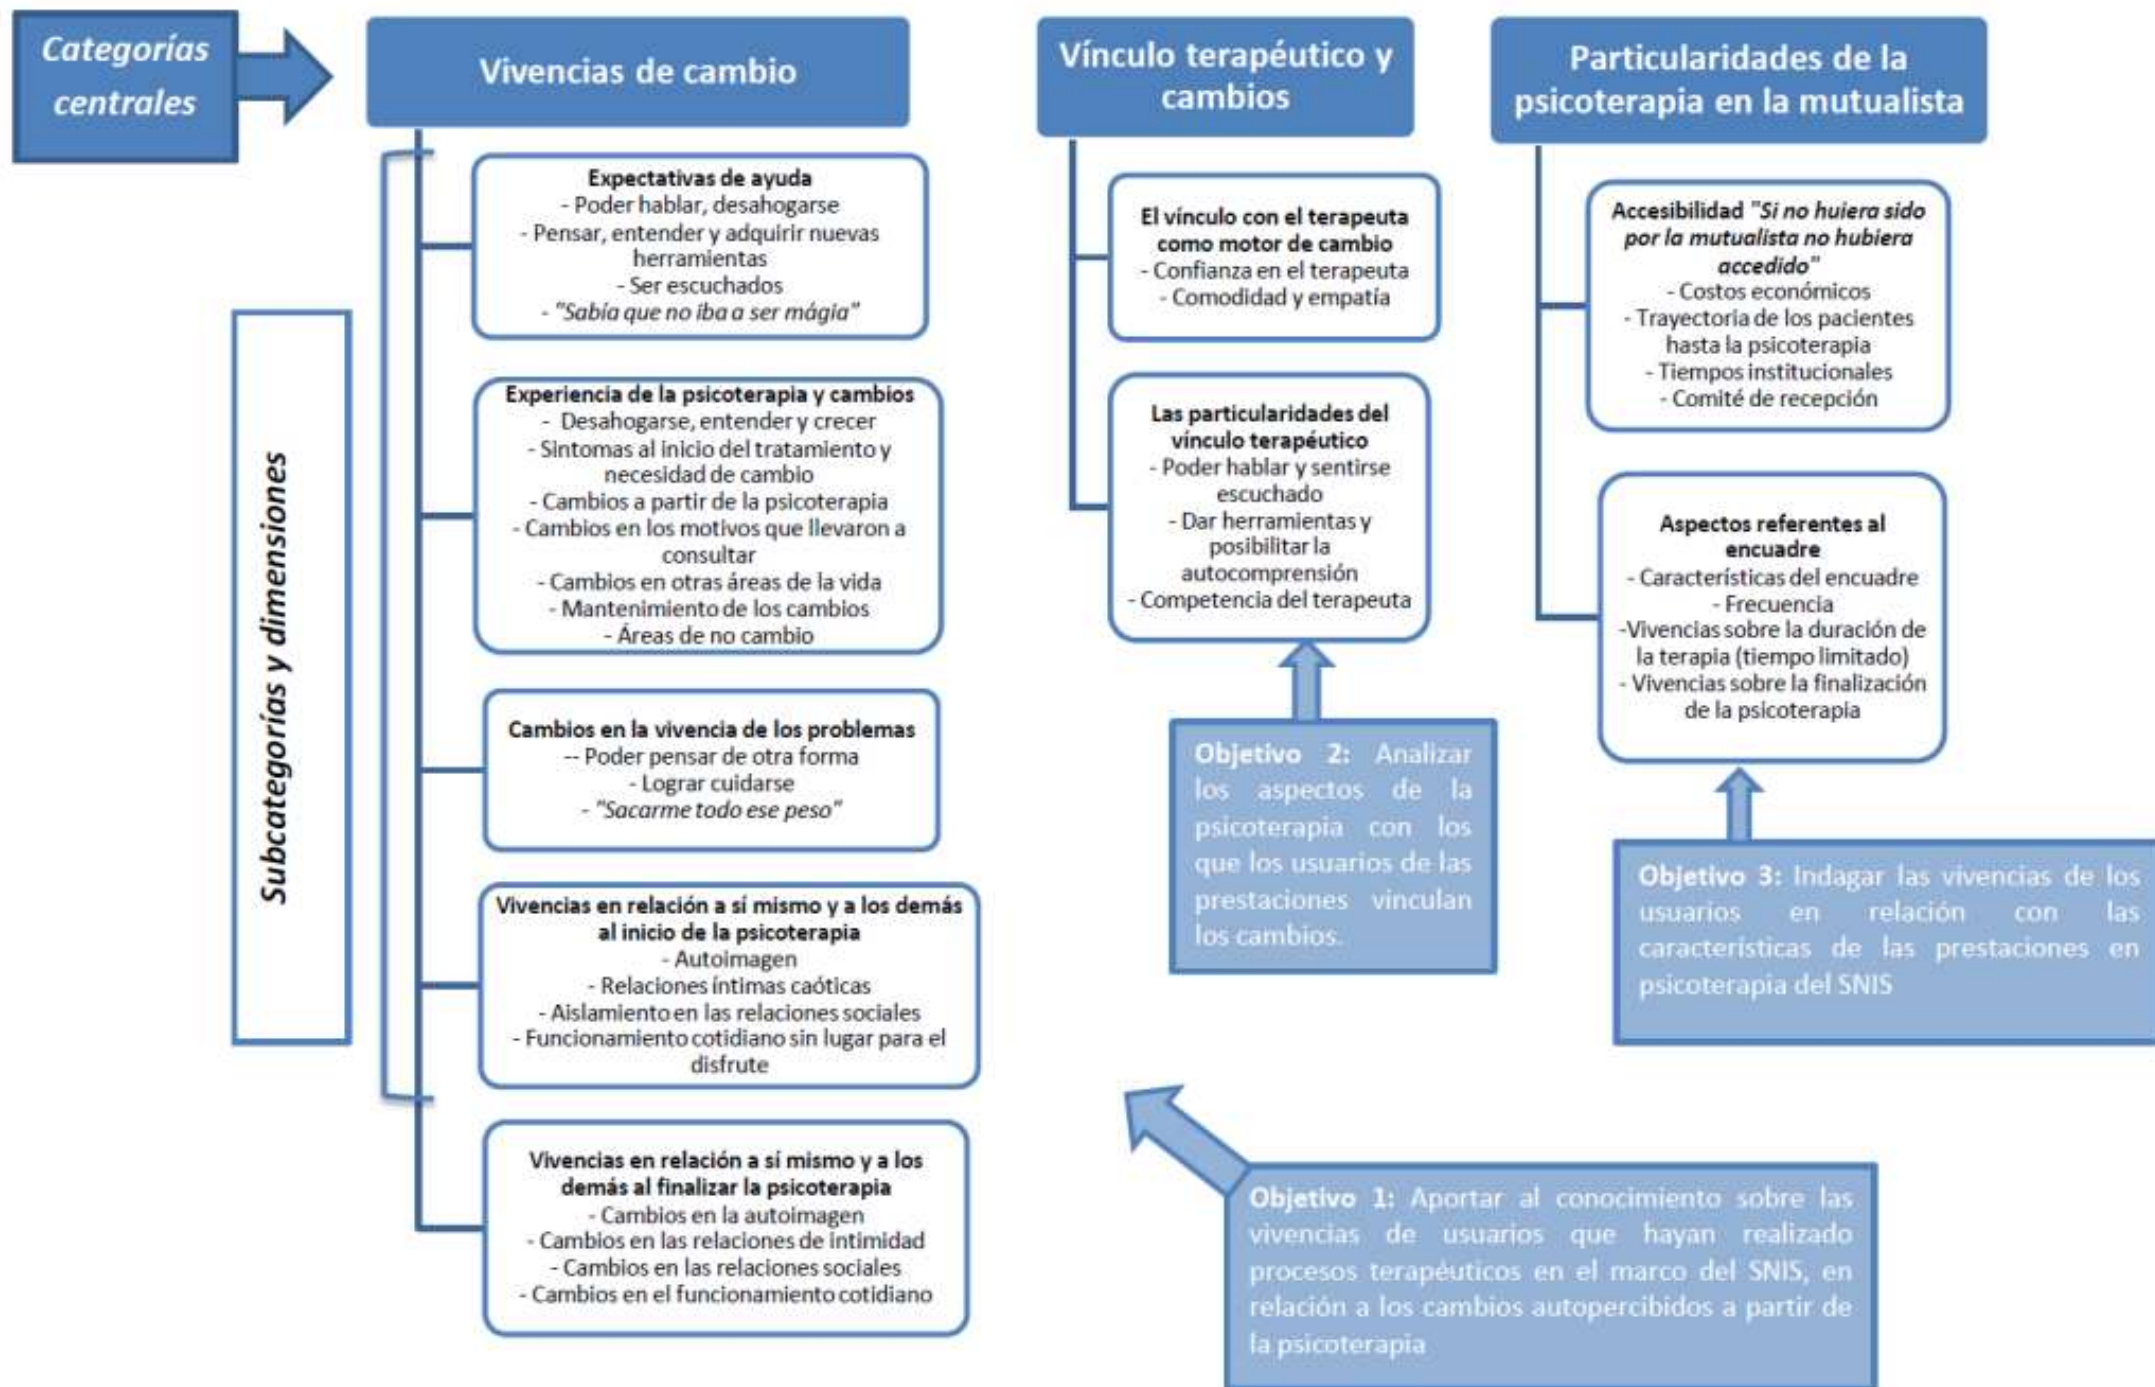 Categorías
centrales
Vivencias de cambio
Vínculo terapéutico y
cambios
Particularidades de la
psicoterapia en la mutualista
Subcategorías y dimensiones
Expectativas de ayuda
- Poder hablar, desahogarse
- Pensar, entender y adquirir nuevas
herramientas
- Ser escuchados
- "Sabía que no iba a ser mágia"
Experiencia de la psicoterapia y cambios
- Desahogarse, entender y crecer
- Sintomas al inicio del tratamiento y
necesidad de cambio
- Cambios a partir de la psicoterapia
- Cambios en los motivos que llevaron a
consultar
- Cambios en otras áreas de la vida
- Mantenimiento de los cambios
- Áreas de no cambio
Cambios en la vivencia de los problemas
-- Poder pensar de otra forma
- Lograr cuidarse
- "Sacarme todo ese peso"
Vivencias en relación a sí mismo y a los demás
al inicio de la psicoterapia
- Autoimagen
- Relaciones íntimas caóticas
- Aislamiento en las relaciones sociales
- Funcionamiento cotidiano sin lugar para el
disfrute
Vivencias en relación a sí mismo y a los
demás al finalizar la psicoterapia
- Cambios en la autoimagen
- Cambios en las relaciones de intimidad
- Cambios en las relaciones sociales
- Cambios en el funcionamiento cotidiano
El vínculo con el terapeuta
como motor de cambio
- Confianza en el terapeuta
- Comodidad y empatía
Las particularidades del
vínculo terapéutico
- Poder hablar y sentirse
escuchado
- Dar herramientas y
posibilitar la
autocomprensión
- Competencia del terapeuta
Objetivo 2: Analizar
los aspectos de la
psicoterapia con los
que los usuarios de las
prestaciones vinculan
los cambios.
Accesibilidad "Si no huiera sido
por la mutualista no hubiera
accedido"
- Costos económicos
- Trayectoria de los pacientes
hasta la psicoterapia
- Tiempos institucionales
- Comité de recepción
Aspectos referentes al
encuadre
- Características del encuadre
- Frecuencia
-Vivencias sobre la duración de
la terapia (tiempo limitado)
- Vivencias sobre la finalización
de la psicoterapia
Objetivo 3: Indagar las vivencias de los
usuarios en relación con las
características de las prestaciones en
psicoterapia del SNIS
Objetivo 1: Aportar al conocimiento sobre las
vivencias de usuarios que hayan realizado
procesos terapéuticos en el marco del SNIS, en
relación a los cambios autopercibidos a partir de
la psicoterapia